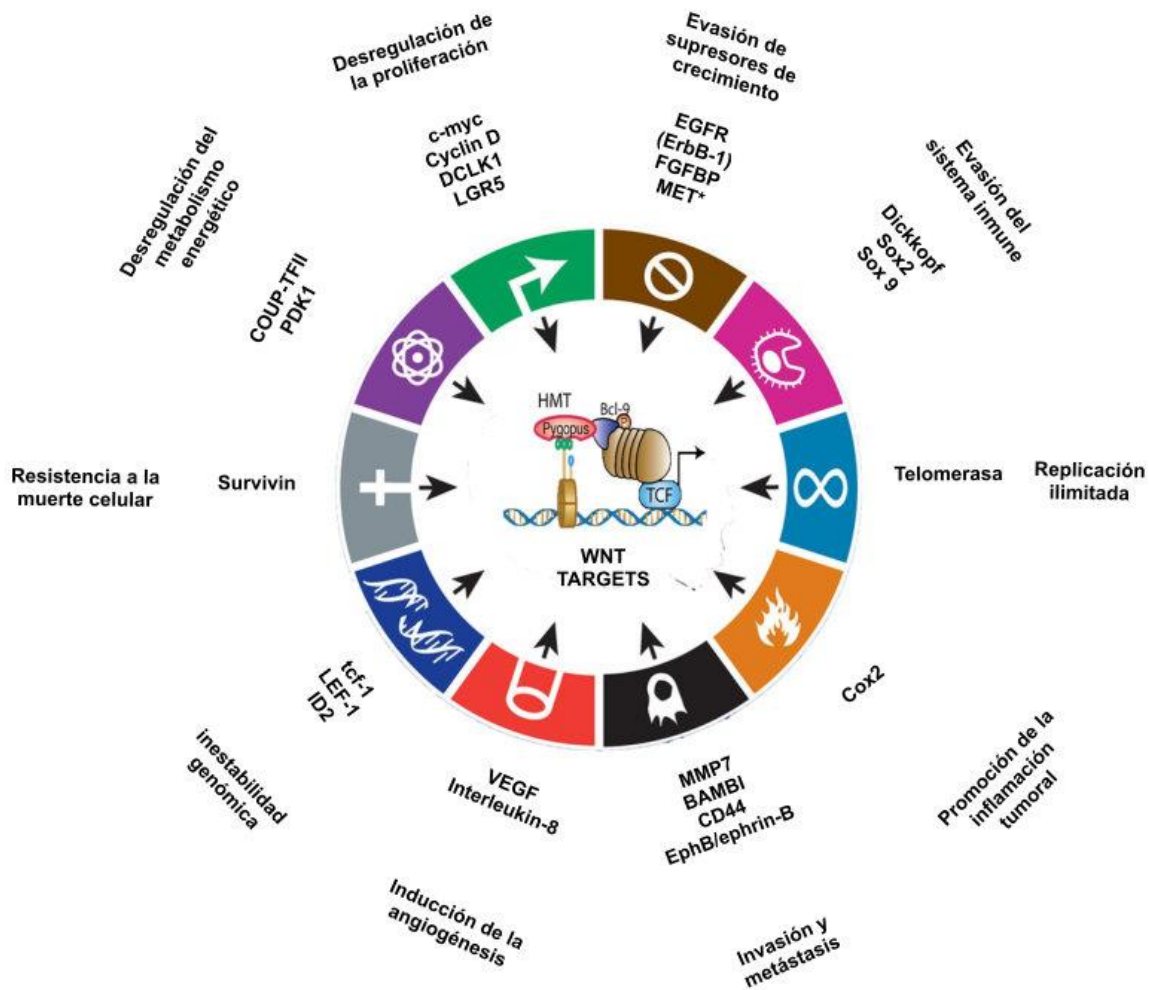 Desregulación de
la proliferación
Evasión de
supresores de
crecimiento
c-myc
Cyclin D
DCLK1
LGR5
EGFR
(ErbB-1)
FGFBP
MET*
Evasión del
sistema inmune
Dickkopf
Sox2
Sox 9
Desregulación del
metabolismo
energético
COUP-TFII
PDK1
HMT
Pygopus
Bcl-9
P
TCF
WNT
TARGETS
Resistencia a la
muerte celular
Survivin
Telomerasa
Replicación
ilimitada
tcf-1
LEF-1
ID2
inestabilidad
genómica
VEGF
Interleukin-8
Inducción de la
angiogénesis
MMP7
BAMBI
CD44
EphB/ephrin-B
Invasión y
metástasis
Cox2
Promoción de la
inflamación
tumoral